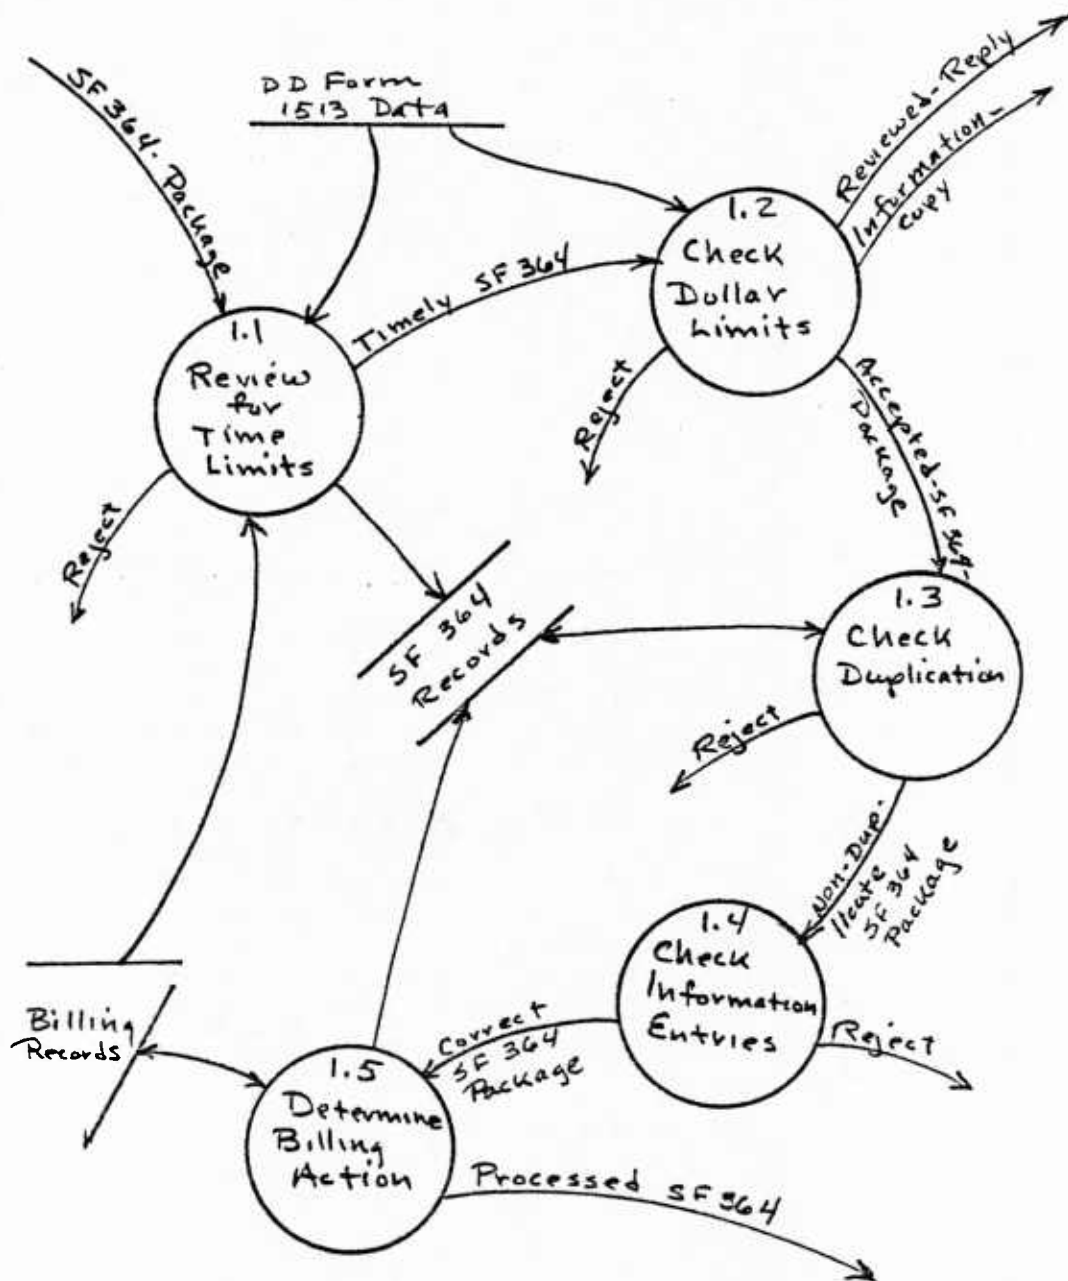 SF 364 - Package
DD Form
1513 Data
Reviewed-Reply
Information-
Copy
1.2
Check
Dollar
Limits
Timely SF 364
1.1
Review
for
Time
Limits
Reject
Reject
Accepted-SF 364-
Package
SF 364
Records
1.3
Check
Duplication
Reject
Non-Dup-
licate
SF 364
Package
1.4
Check
Information
Entries
Reject
Correct
SF 364
Package
Billing
Records
1.5
Determine
Billing
Action
Processed SF 364